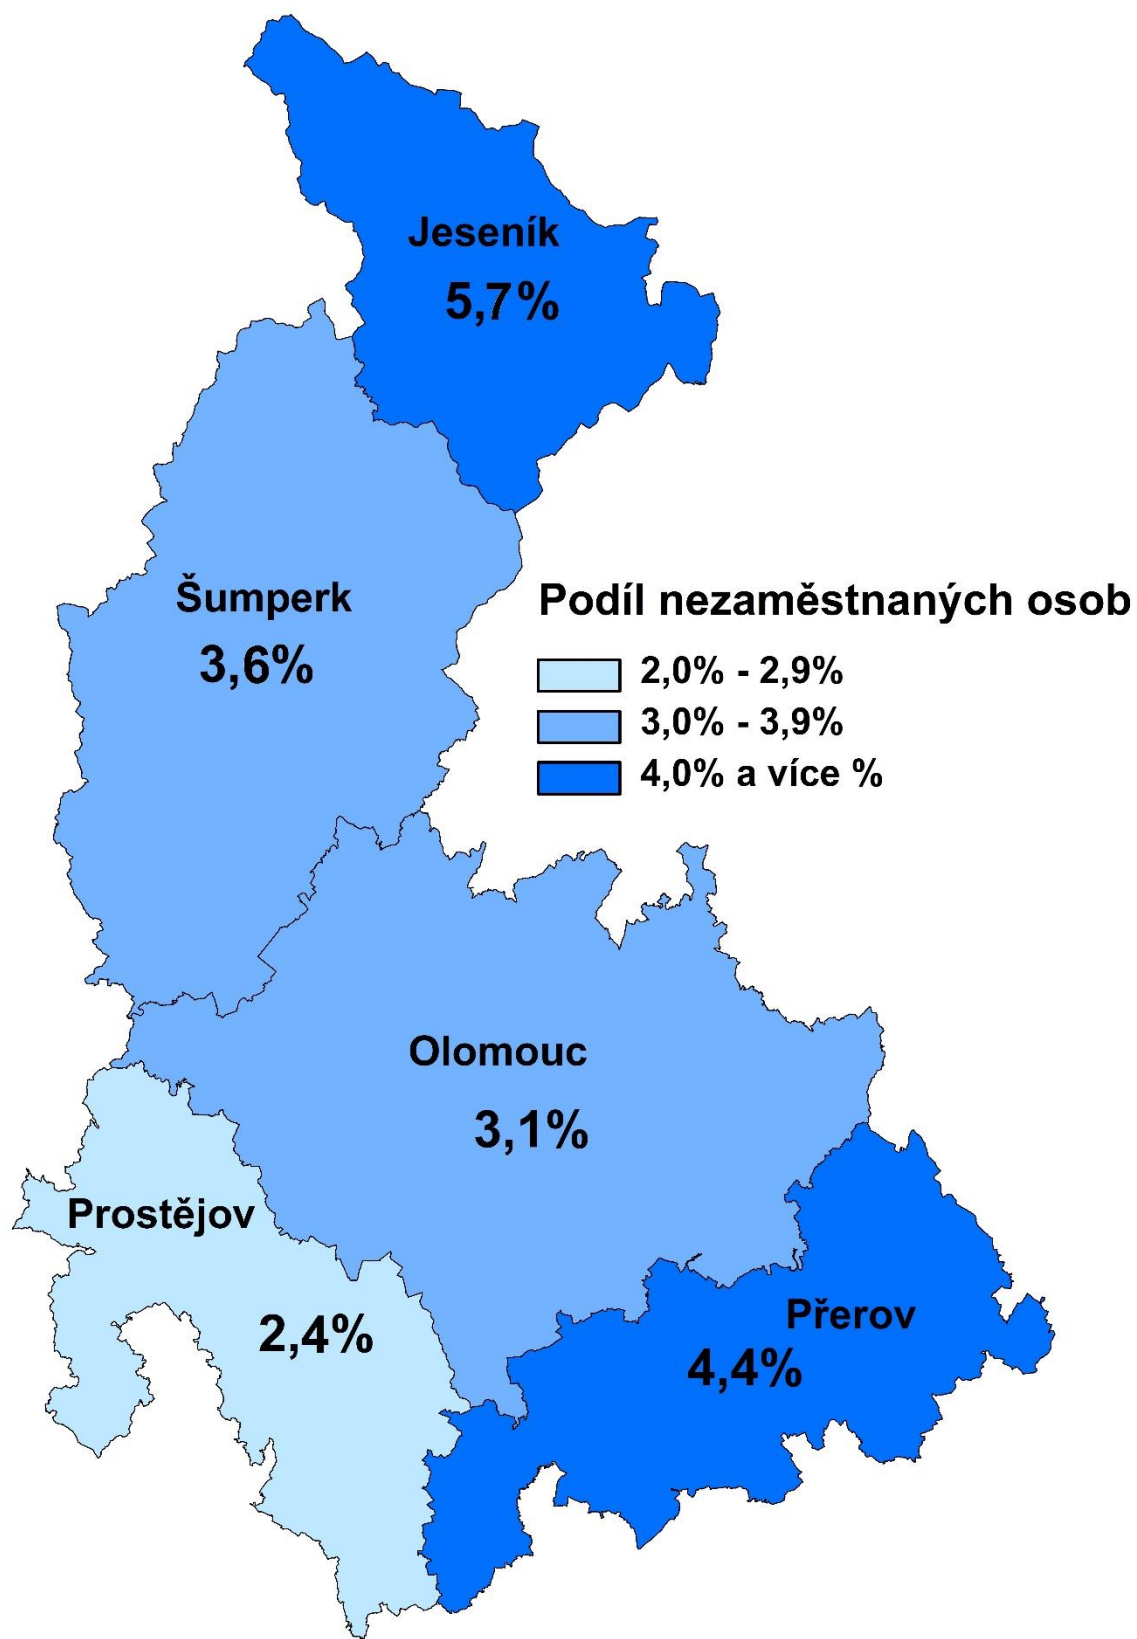 Jeseník
5,7%
Šumperk
3,6%
Podíl nezaměstnaných osob
2,0% - 2,9%
3,0% - 3,9%
4,0% a více %
Olomouc
3,1%
Prostějov
2,4%
Přerov
4,4%